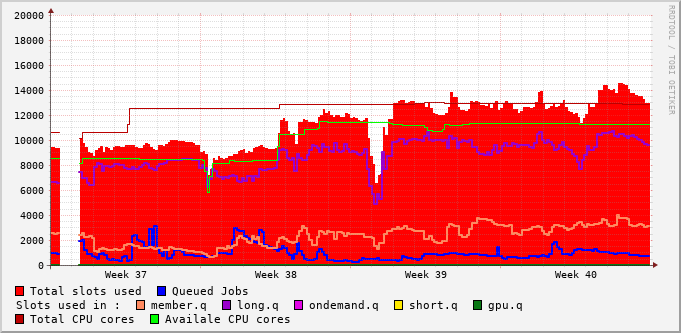 20000
18000
16000
14000
12000
10000
8000
6000
4000
2000
0
Week 37 Week 38 Week 39 Week 40
RRDTOOL / TOBI OETIKER
Total slots used Queued Jobs
Slots used in : member.q long.q ondemand.q short.q gpu.q
Total CPU cores Availale CPU cores